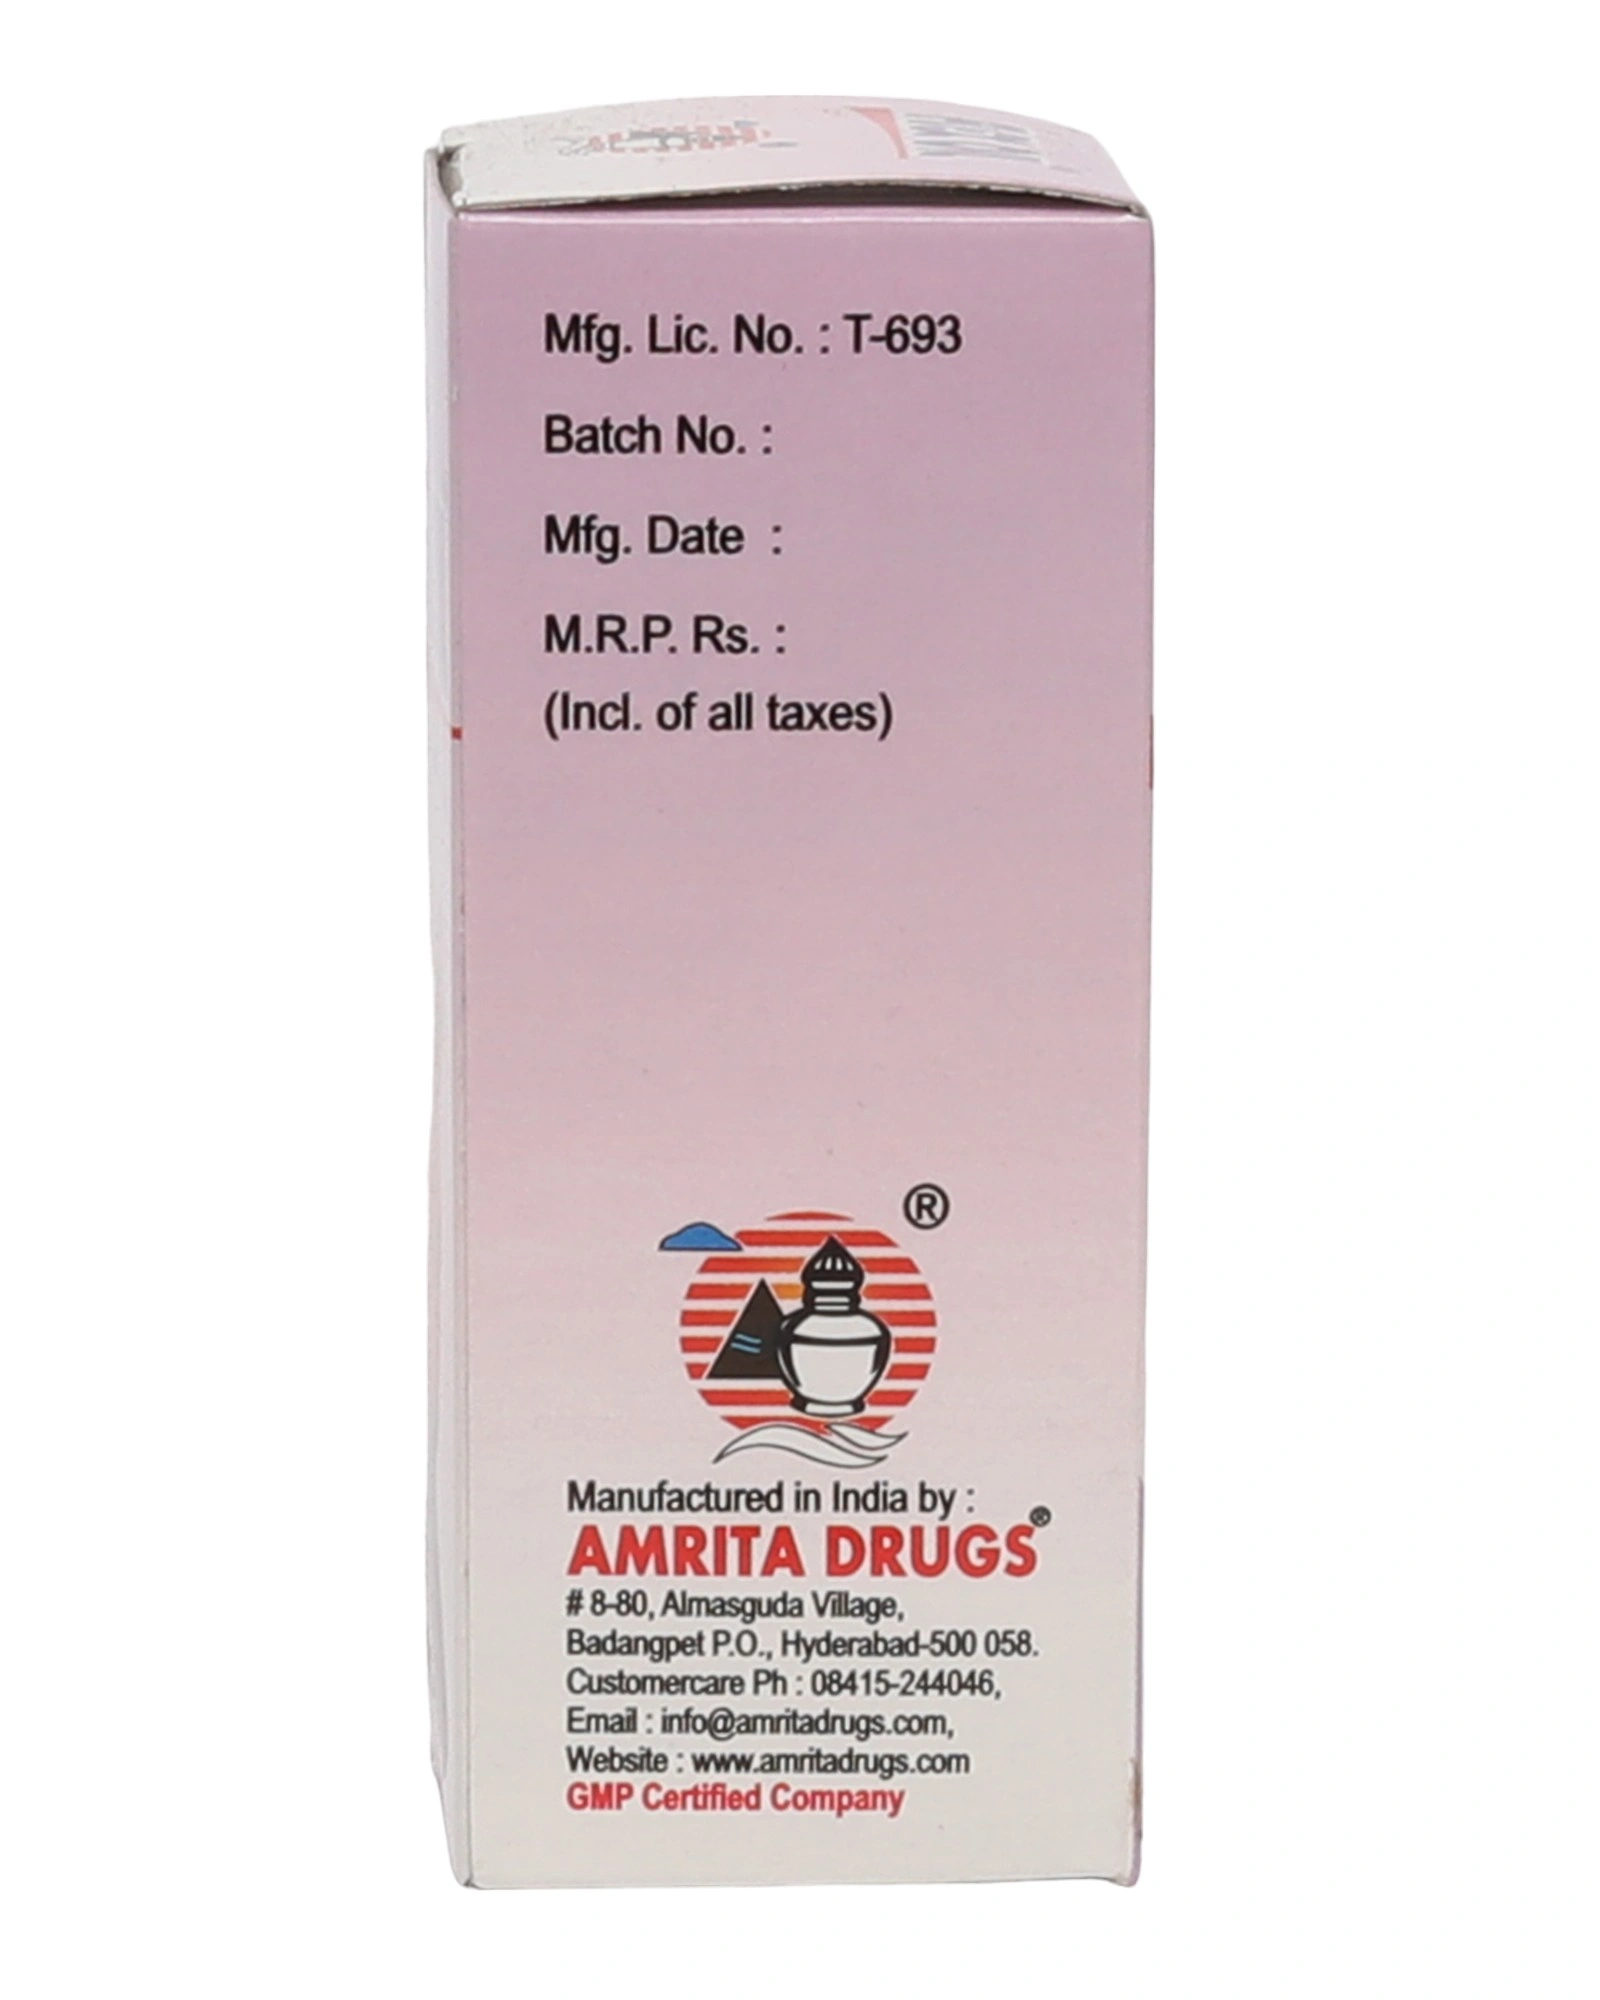 Mfg. Lic. No. : T-693
Batch No. :
Mfg. Date :
M.R.P. Rs. :
(Incl. of all taxes)
®
Manufactured in India by :
AMRITA DRUGS®
# 8-80, Almasguda Village,
Badangpet P.O., Hyderabad-500 058.
Customercare Ph : 08415-244046,
Email : info@amritadrugs.com,
Website : www.amritadrugs.com
GMP Certified Company